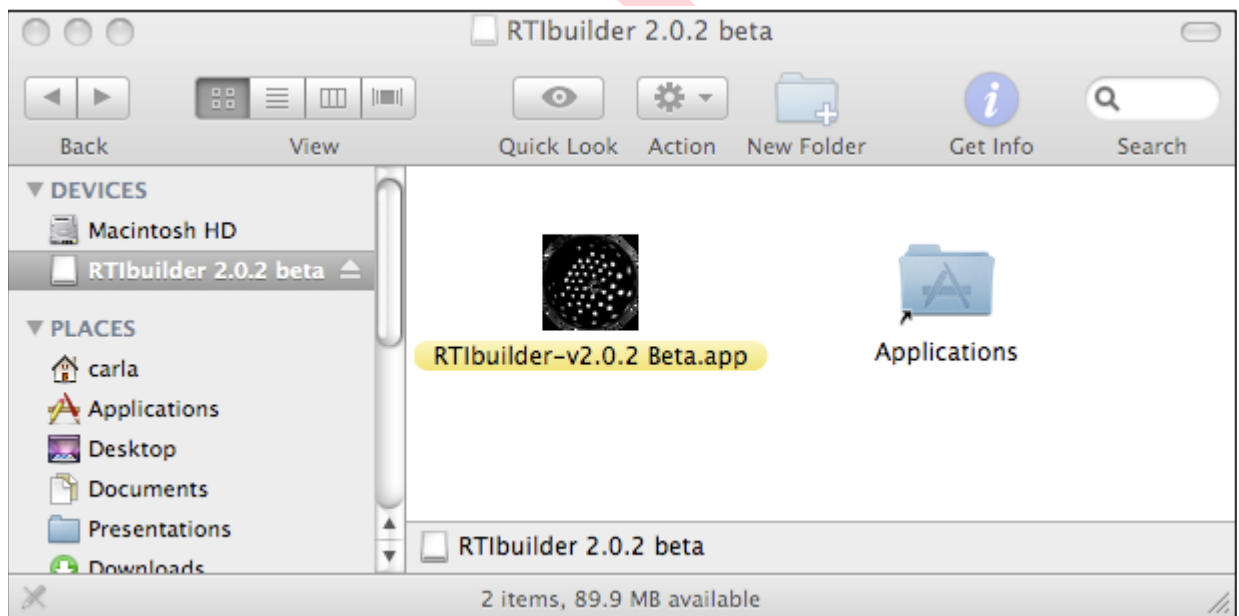 RTIbuilder 2.0.2 beta
Back View Quick Look Action New Folder Get Info Search
DEVICES
Macintosh HD
RTIbuilder 2.0.2 beta
PLACES
carla
Applications
Desktop
Documents
Presentations
Downloads
RTIbuilder-v2.0.2 Beta.app
Applications
RTIbuilder 2.0.2 beta
2 items, 89.9 MB available